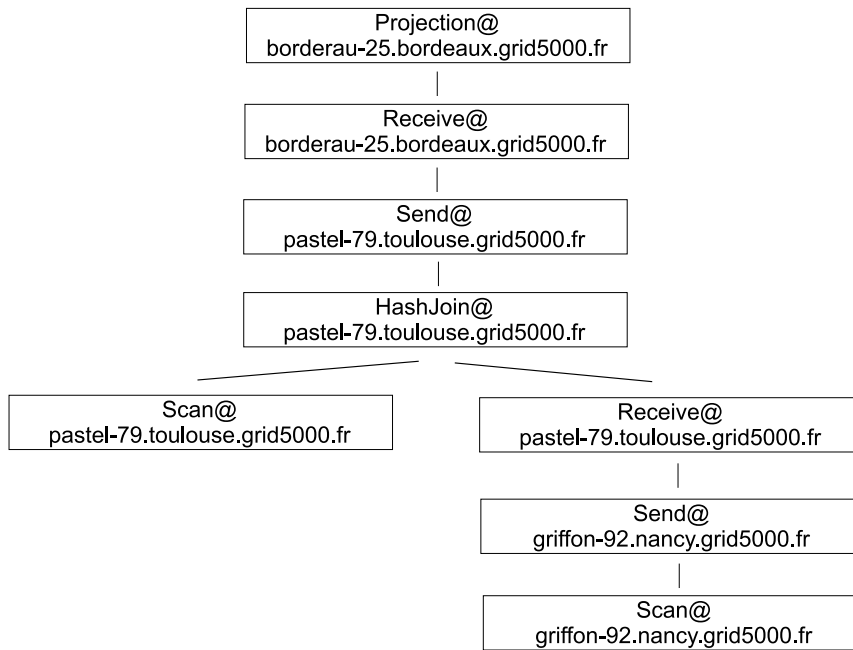 Projection@
borderau-25.bordeaux.grid5000.fr
Receive@
borderau-25.bordeaux.grid5000.fr
Send@
pastel-79.toulouse.grid5000.fr
HashJoin@
pastel-79.toulouse.grid5000.fr
Scan@
pastel-79.toulouse.grid5000.fr
Receive@
pastel-79.toulouse.grid5000.fr
Send@
griffon-92.nancy.grid5000.fr
Scan@
griffon-92.nancy.grid5000.fr